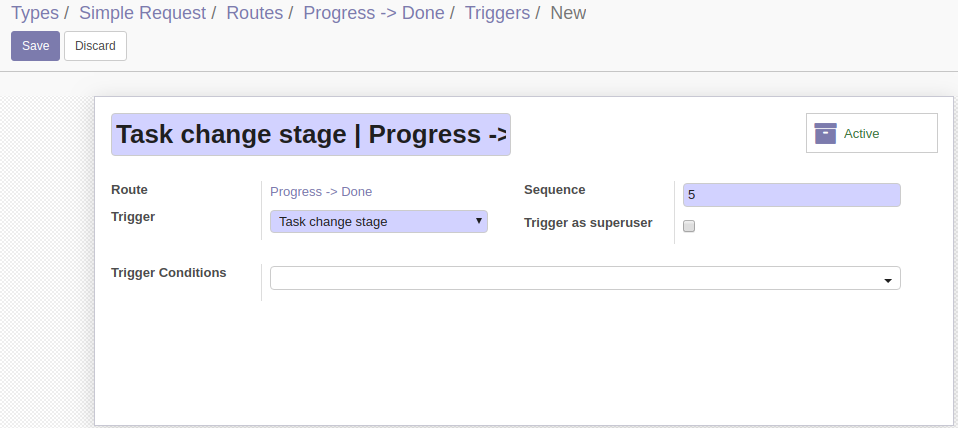 Types / Simple Request / Routes / Progress -> Done / Triggers / New
Save Discard
Task change stage | Progress ->
Active
Route Progress -> Done
Sequence 5
Trigger Task change stage
Trigger as superuser
Trigger Conditions